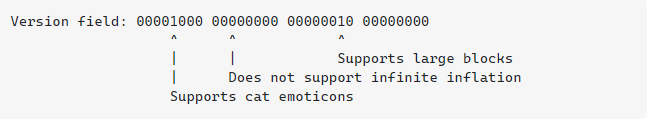 Version field: 00001000 00000000 00000010 00000000
^ ^ ^
| | Supports large blocks
| Does not support infinite inflation
Supports cat emoticons